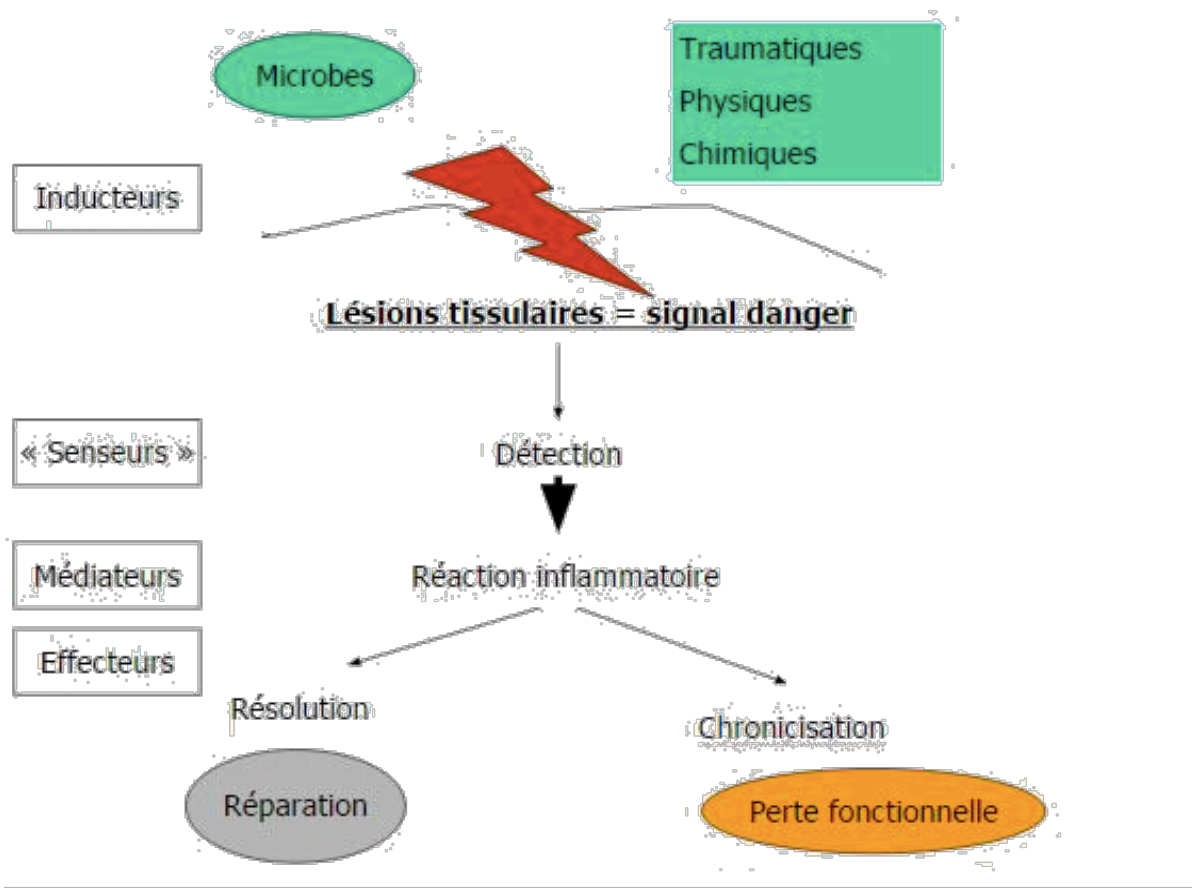 Microbes
Traumatiques
Physiques
Chimiques
Inducteurs
Lésions tissulaires = signal danger
« Senseurs »
Détection
Médiateurs
Réaction inflammatoire
Effecteurs
Résolution
Chronicisation
Réparation
Perte fonctionnelle